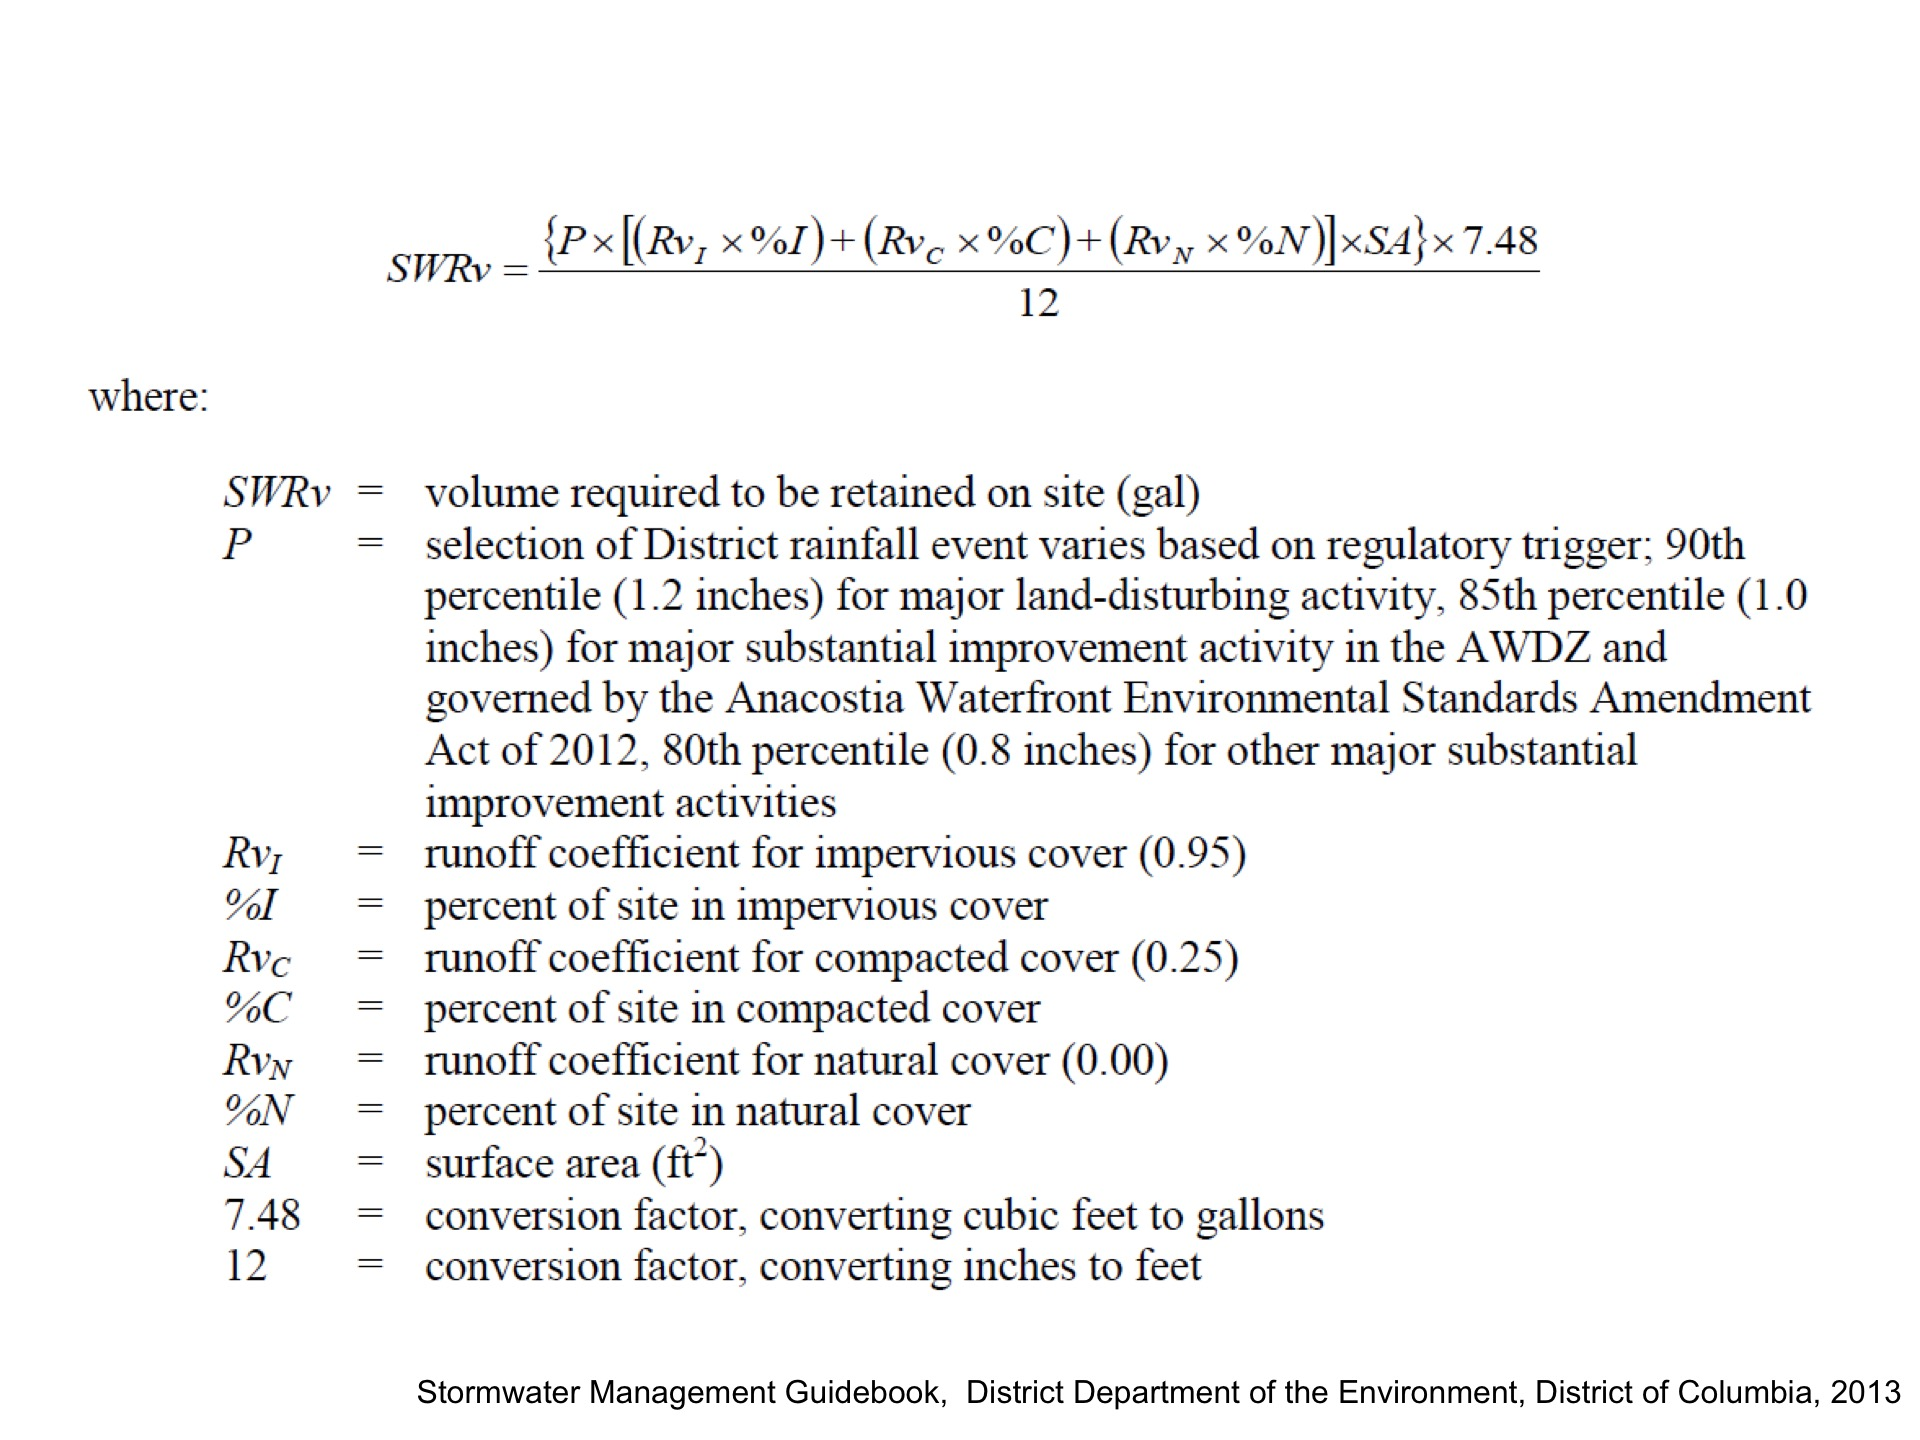 SWRv = {P × [(Rv_I × %I) + (Rv_C × %C) + (Rv_N × %N)] × SA} × 7.48
12
where:
SWRv = volume required to be retained on site (gal)
P = selection of District rainfall event varies based on regulatory trigger; 90th
percentile (1.2 inches) for major land-disturbing activity, 85th percentile (1.0
inches) for major substantial improvement activity in the AWDZ and
governed by the Anacostia Waterfront Environmental Standards Amendment
Act of 2012, 80th percentile (0.8 inches) for other major substantial
improvement activities
Rv_I = runoff coefficient for impervious cover (0.95)
%I = percent of site in impervious cover
Rv_C = runoff coefficient for compacted cover (0.25)
%C = percent of site in compacted cover
Rv_N = runoff coefficient for natural cover (0.00)
%N = percent of site in natural cover
SA = surface area (ft²)
7.48 = conversion factor, converting cubic feet to gallons
12 = conversion factor, converting inches to feet
Stormwater Management Guidebook, District Department of the Environment, District of Columbia, 2013